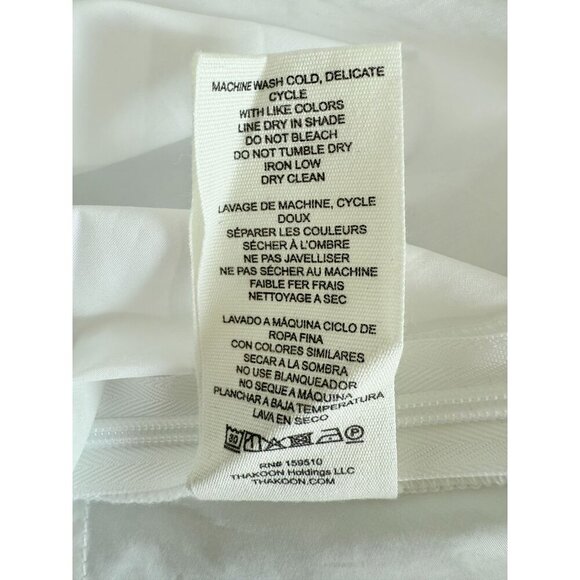 MACHINE WASH COLD, DELICATE
CYCLE
WITH LIKE COLORS
LINE DRY IN SHADE
DO NOT BLEACH
DO NOT TUMBLE DRY
IRON LOW
DRY CLEAN
LAVAGE DE MACHINE, CYCLE
DOUX
SÉPARER LES COULEURS
SÉCHER À L'OMBRE
NE PAS JAVELLISER
NE PAS SÉCHER AU MACHINE
FAIBLE FER FRAIS
NETTOYAGE A SEC
LAVADO A MÁQUINA CICLO DE
ROPA FINA
CON COLORES SIMILARES
SECAR A LA SOMBRA
NO USE BLANQUEADOR
NO SEQUE A MÁQUINA
PLANCHAR A BAJA TEMPERATURA
LAVA EN SECO
30 P
RN# 159510
THAKOON Holdings LLC
THAKOON.COM